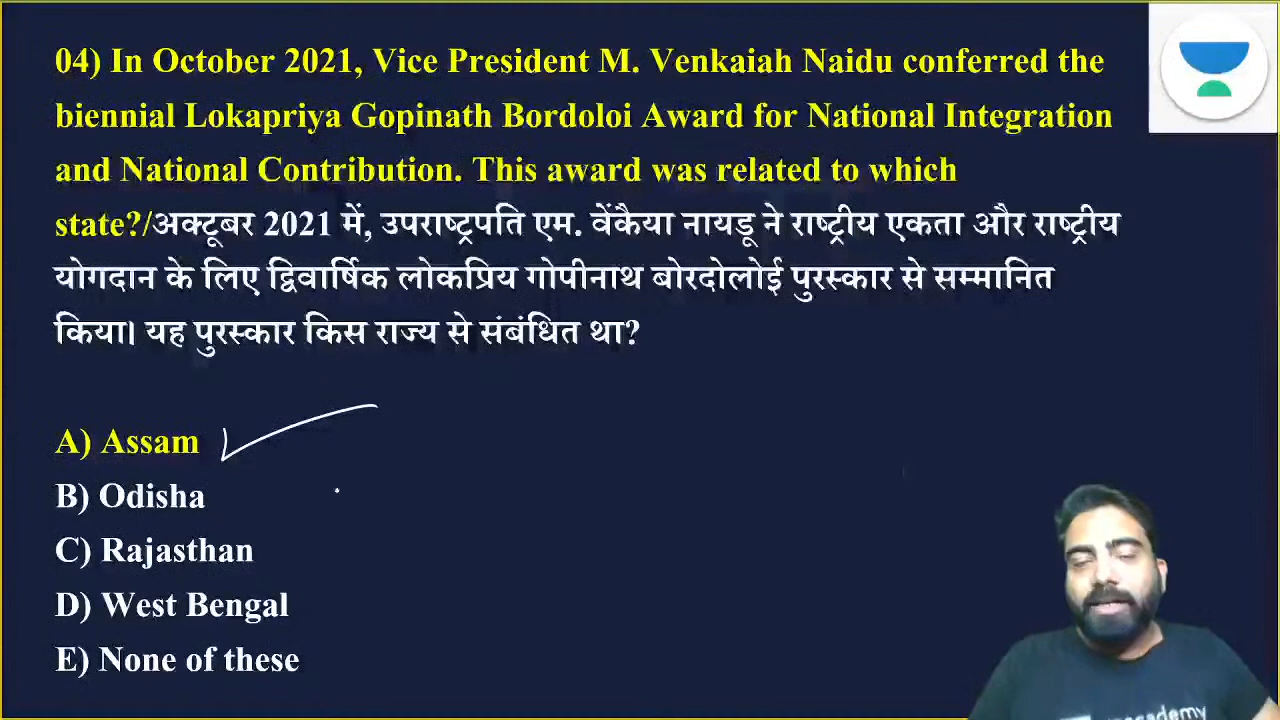 04) In October 2021, Vice President M. Venkaiah Naidu conferred the
biennial Lokapriya Gopinath Bordoloi Award for National Integration
and National Contribution. This award was related to which
state?/अक्टूबर 2021 में, उपराष्ट्रपति एम. वेंकैया नायडू ने राष्ट्रीय एकता और राष्ट्रीय
योगदान के लिए द्विवार्षिक लोकप्रिय गोपीनाथ बोरदोलोई पुरस्कार से सम्मानित
किया। यह पुरस्कार किस राज्य से संबंधित था?
A) Assam
B) Odisha
C) Rajasthan
D) West Bengal
E) None of these